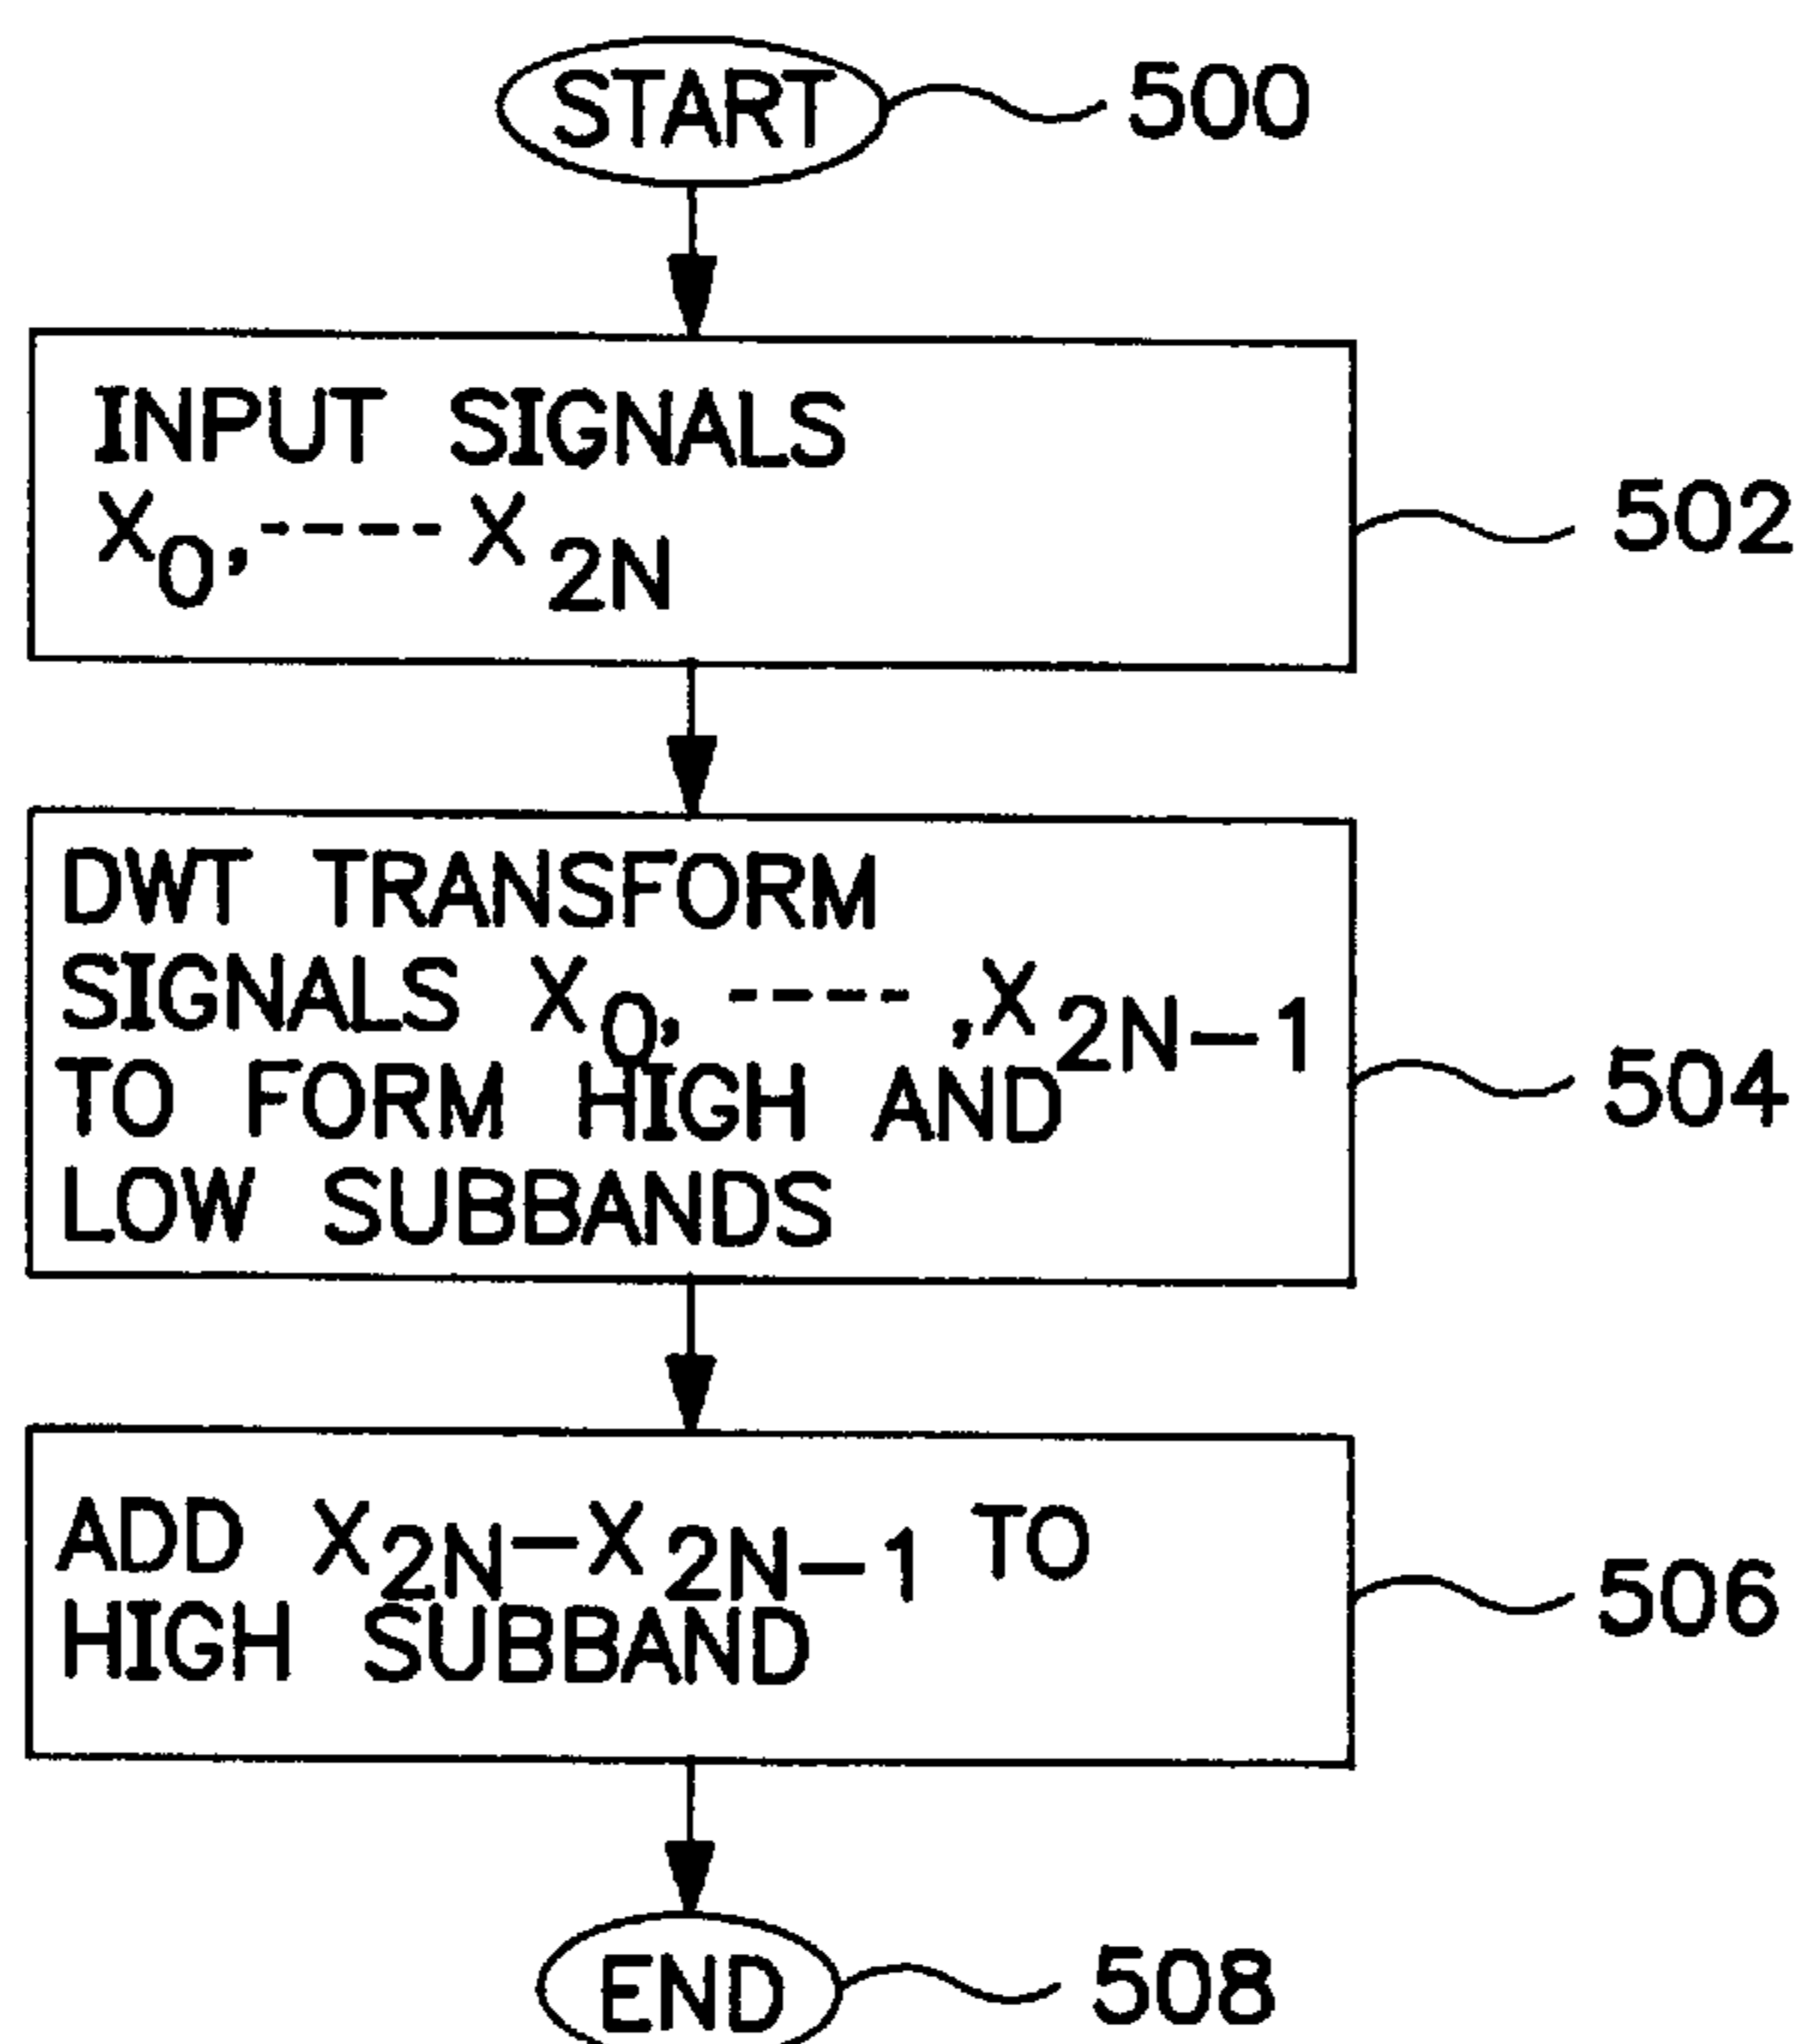 START 500
INPUT SIGNALS
X₀,----X₂N 502
DWT TRANSFORM
SIGNALS X₀, ---- ,X₂N₋₁
TO FORM HIGH AND 504
LOW SUBBANDS
ADD X₂N–X₂N₋₁ TO
HIGH SUBBAND 506
END 508